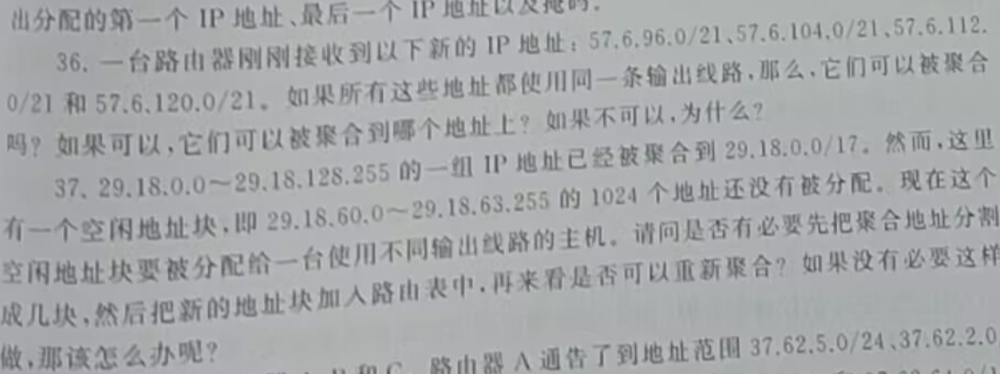 出分配的第一个 IP 地址、最后一个 IP 地址以及掩码。
36. 一台路由器刚刚接收到以下新的 IP 地址：57.6.96.0/21、57.6.104.0/21、57.6.112.
0/21 和 57.6.120.0/21。如果所有这些地址都使用同一条输出线路，那么，它们可以被聚合
吗？如果可以，它们可以被聚合到哪个地址上？如果不可以，为什么？
37. 29.18.0.0～29.18.128.255 的一组 IP 地址已经被聚合到 29.18.0.0/17。然而，这里
有一个空闲地址块，即 29.18.60.0～29.18.63.255 的 1024 个地址还没有被分配。现在这个
空闲地址块要被分配给一台使用不同输出线路的主机。请问是否有必要先把聚合地址分割
成几块，然后把新的地址块加入路由表中，再来看是否可以重新聚合？如果没有必要这样
做，那该怎么办呢？
和 C 路由器 A 通告了到地址范围 37.62.5.0/24、37.62.2.0